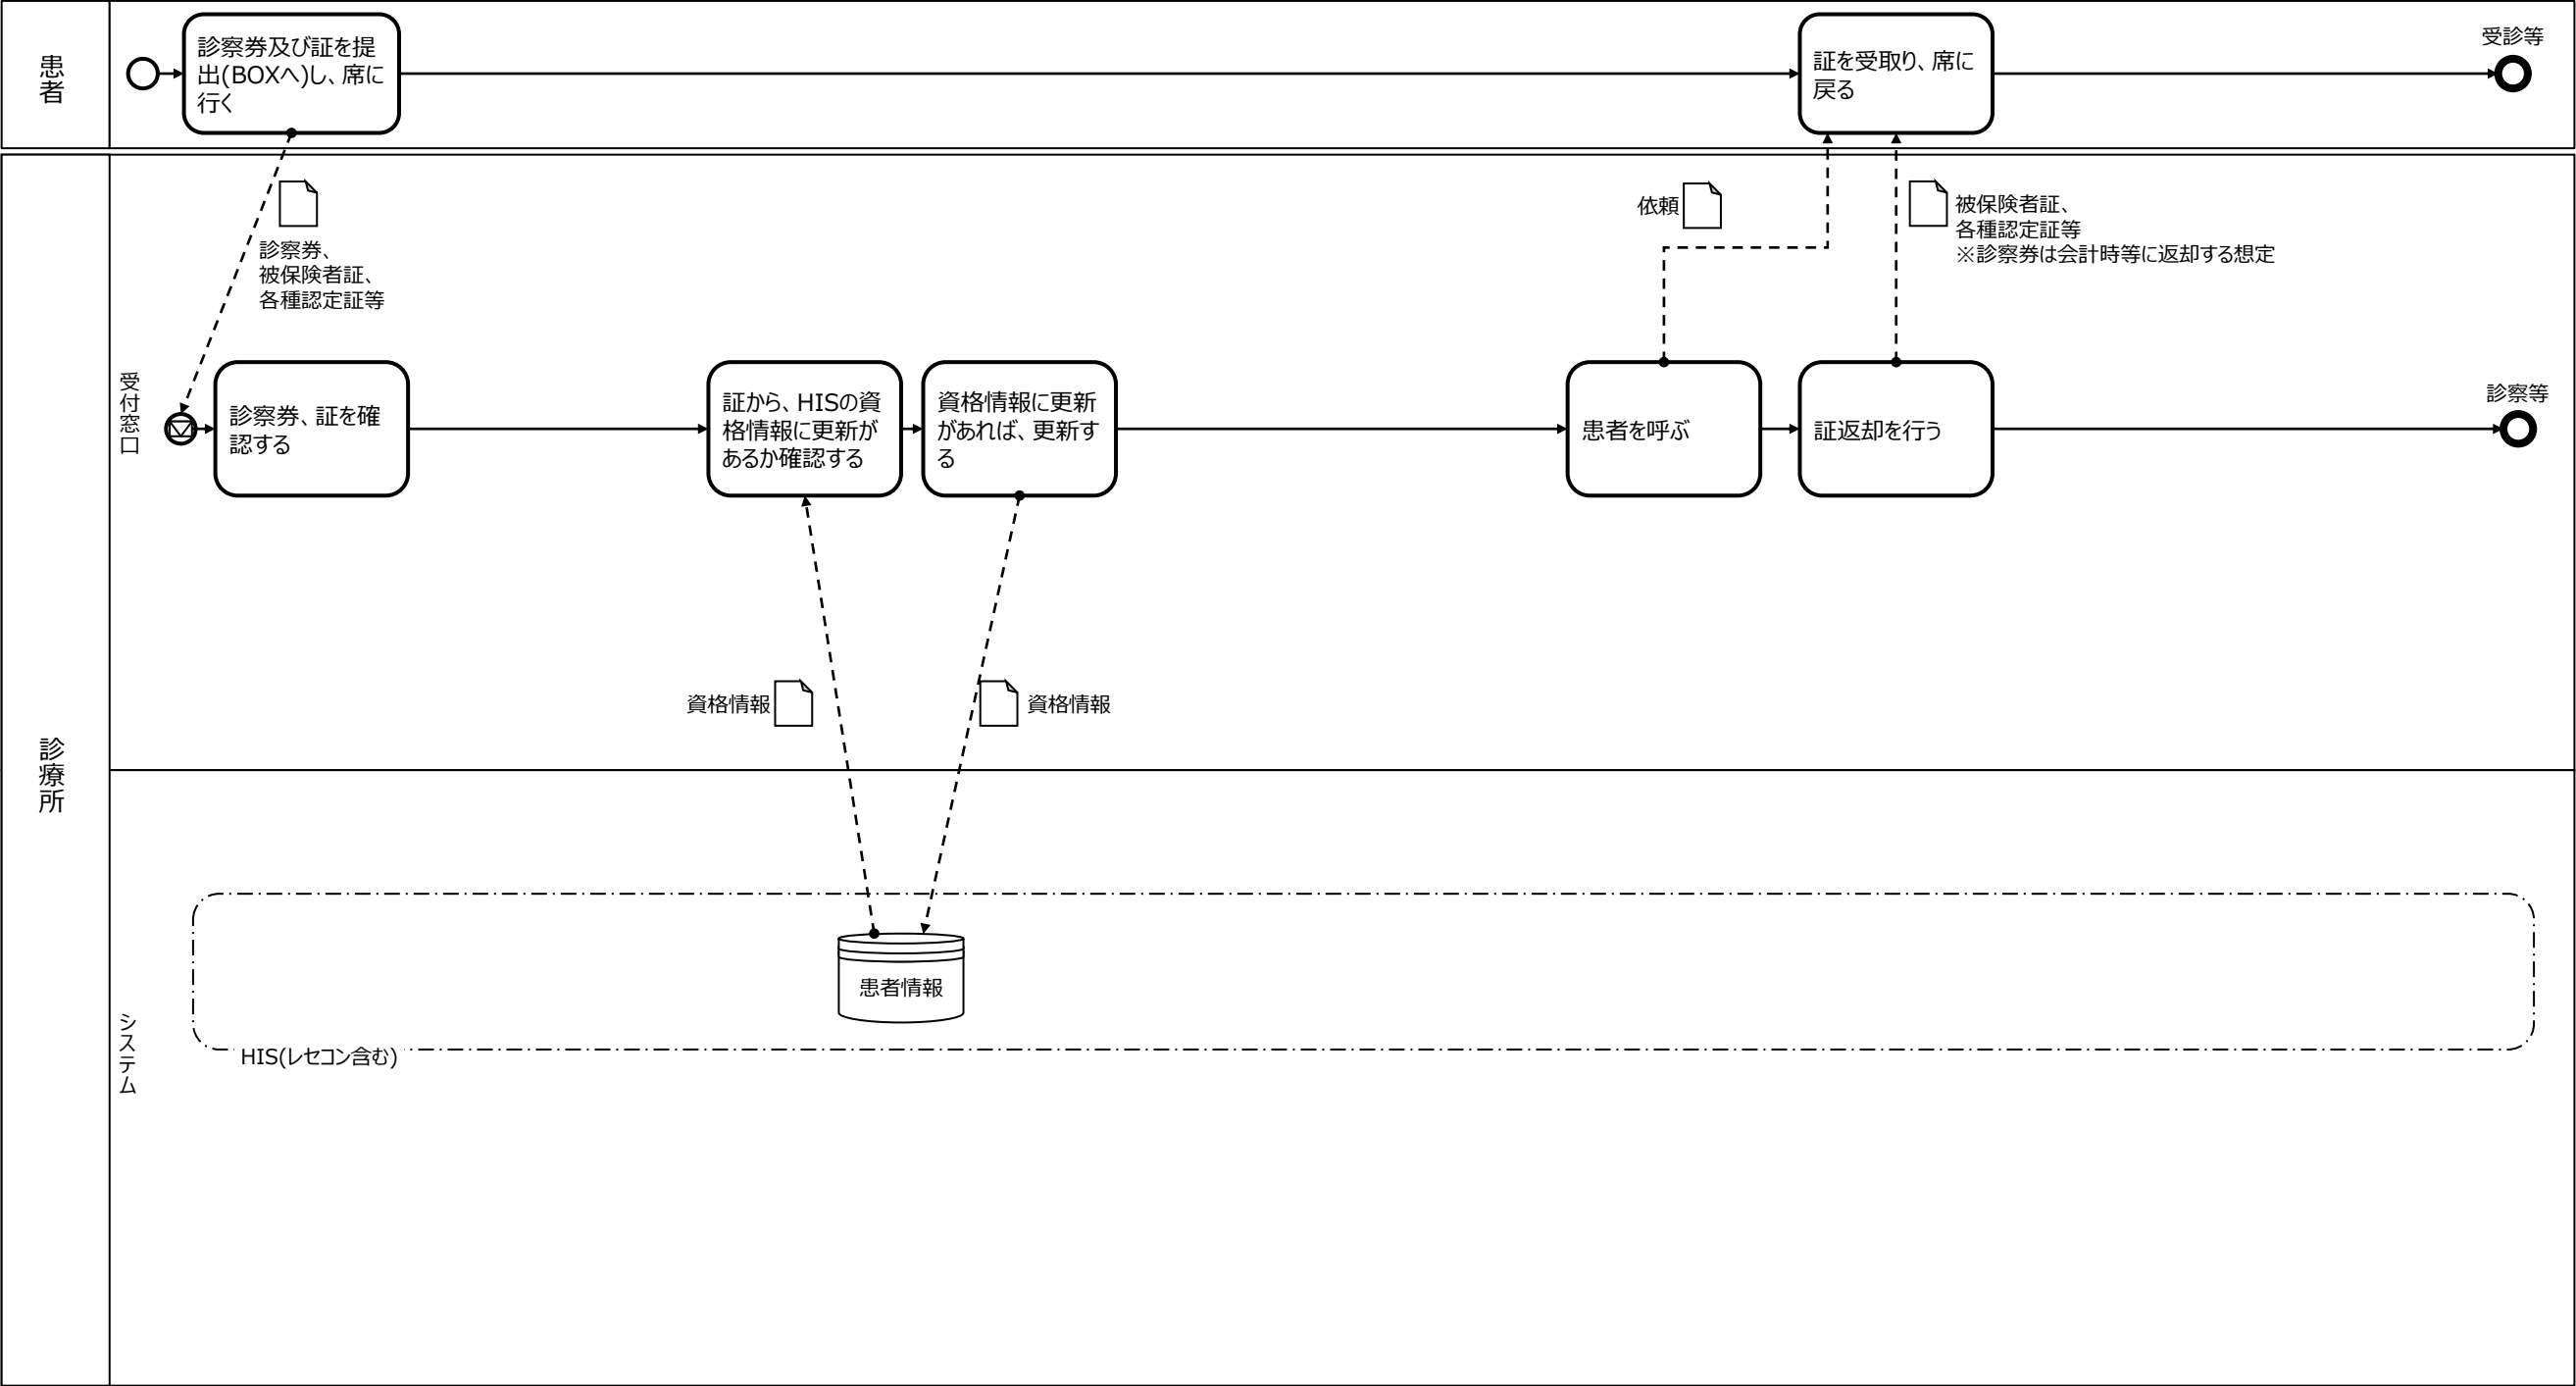 患者
診察券及び証を提
出(BOXへ)し、席に
行く
証を受取り、席に
戻る
受診等
診療所
受付窓口
診察券、
被保険者証、
各種認定証等
依頼
被保険者証、
各種認定証等
※診察券は会計時等に返却する想定
診察券、証を確
認する
証から、HISの資
格情報に更新が
あるか確認する
資格情報に更新
があれば、更新す
る
患者を呼ぶ
証返却を行う
診察等
資格情報
資格情報
システム
患者情報
HIS(レセコン含む)